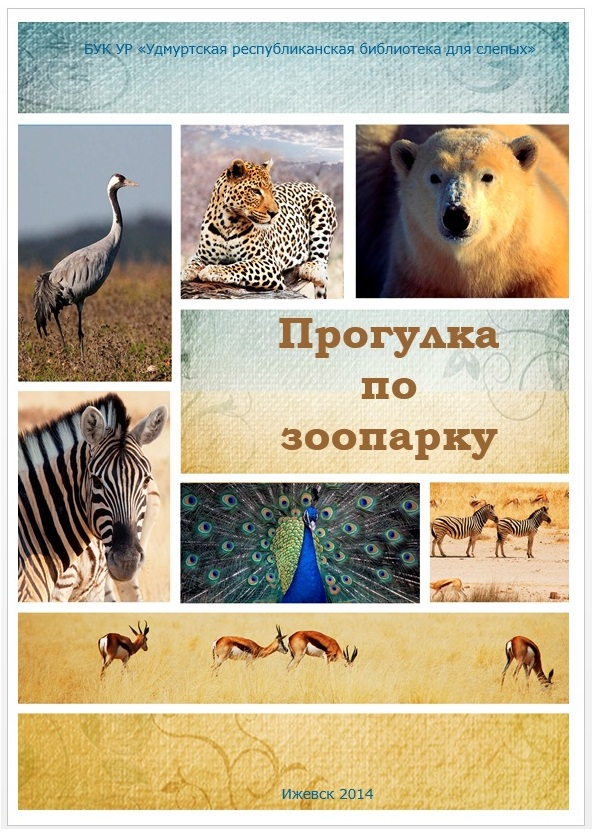 БУК УР «Удмуртская республиканская библиотека для слепых»
Прогулка
по
зоопарку
Ижевск 2014